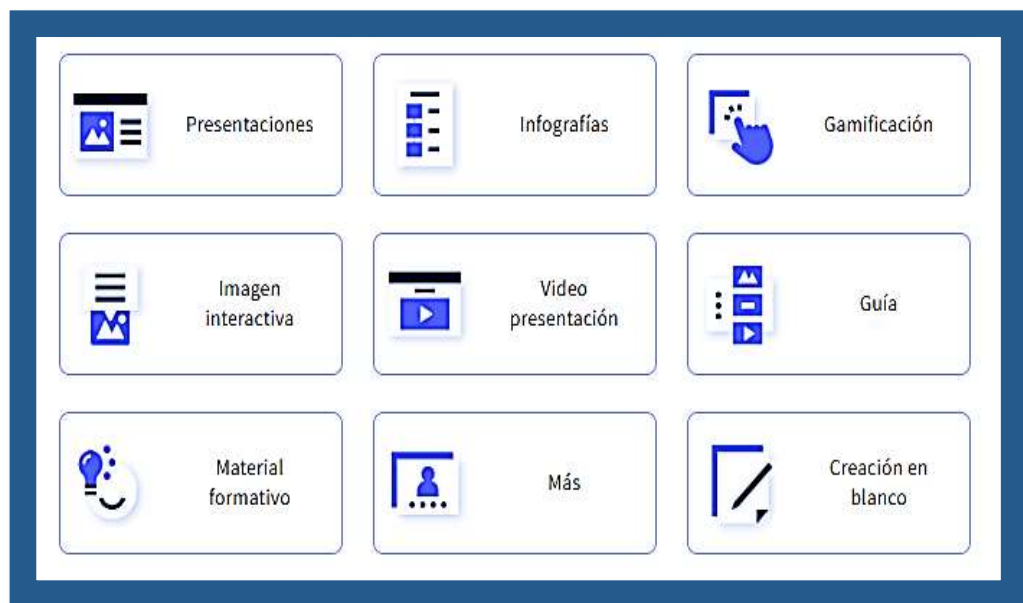 Presentaciones
Infografías
Gamificación
Imagen
interactiva
Video
presentación
Guía
Material
formativo
Más
Creación en
blanco